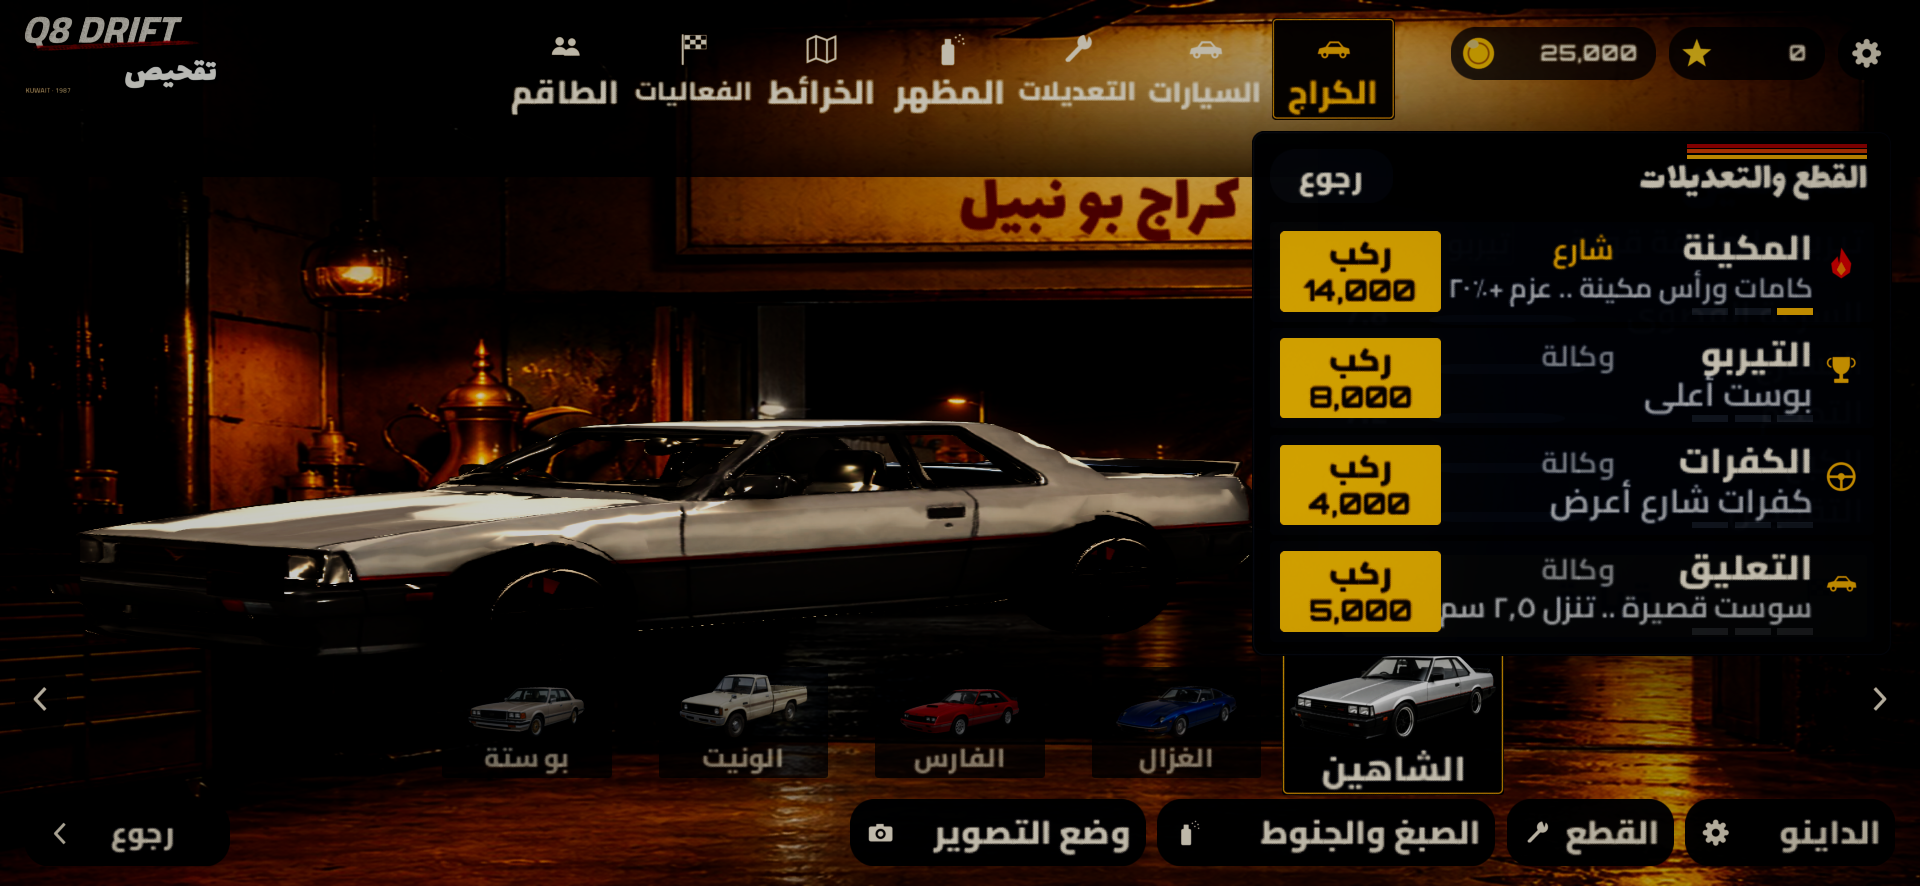 Q8 DRIFT
تقحيص
KUWAIT · 1987
الكراج
السيارات
التعديلات
المظهر
الخرائط
الفعاليات
الطاقم
25,000
0
كراج بو نبيل
القطع والتعديلات
رجوع
المكينة
شارع
كامات ورأس مكينة .. عزم +٢٠٪
ركب
14,000
التيربو
وكالة
بوست أعلى
ركب
8,000
الكفرات
وكالة
كفرات شارع أعرض
ركب
4,000
التعليق
وكالة
سوست قصيرة .. تنزل ٢,٥ سم
ركب
5,000
الشاهين
الغزال
الفارس
الونيت
بو ستة
الداينو
القطع
الصبغ والجنوط
وضع التصوير
رجوع